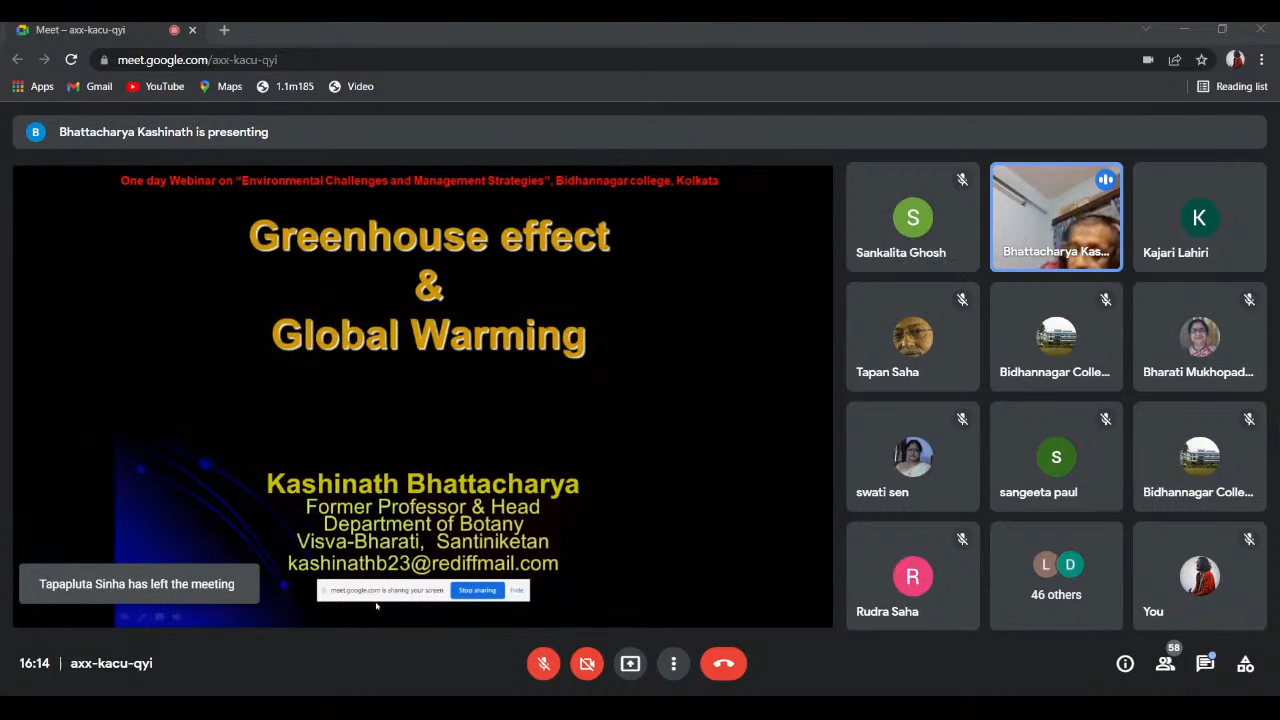 Meet – axx-kacu-qyi
meet.google.com/axx-kacu-qyi
Apps
Gmail
YouTube
Maps
1.1m185
Video
Reading list
B
Bhattacharya Kashinath is presenting
One day Webinar on “Environmental Challenges and Management Strategies”, Bidhannagar college, Kolkata
Greenhouse effect
&
Global Warming
Kashinath Bhattacharya
Former Professor & Head
Department of Botany
Visva-Bharati, Santiniketan
kashinathb23@rediffmail.com
meet.google.com is sharing your screen.
Stop sharing
Hide
Tapapluta Sinha has left the meeting
S
Sankalita Ghosh
Bhattacharya Kas...
K
Kajari Lahiri
Tapan Saha
Bidhannagar Colle...
Bharati Mukhopad...
swati sen
s
sangeeta paul
Bidhannagar Colle...
R
Rudra Saha
L
D
46 others
You
16:14
axx-kacu-qyi
58